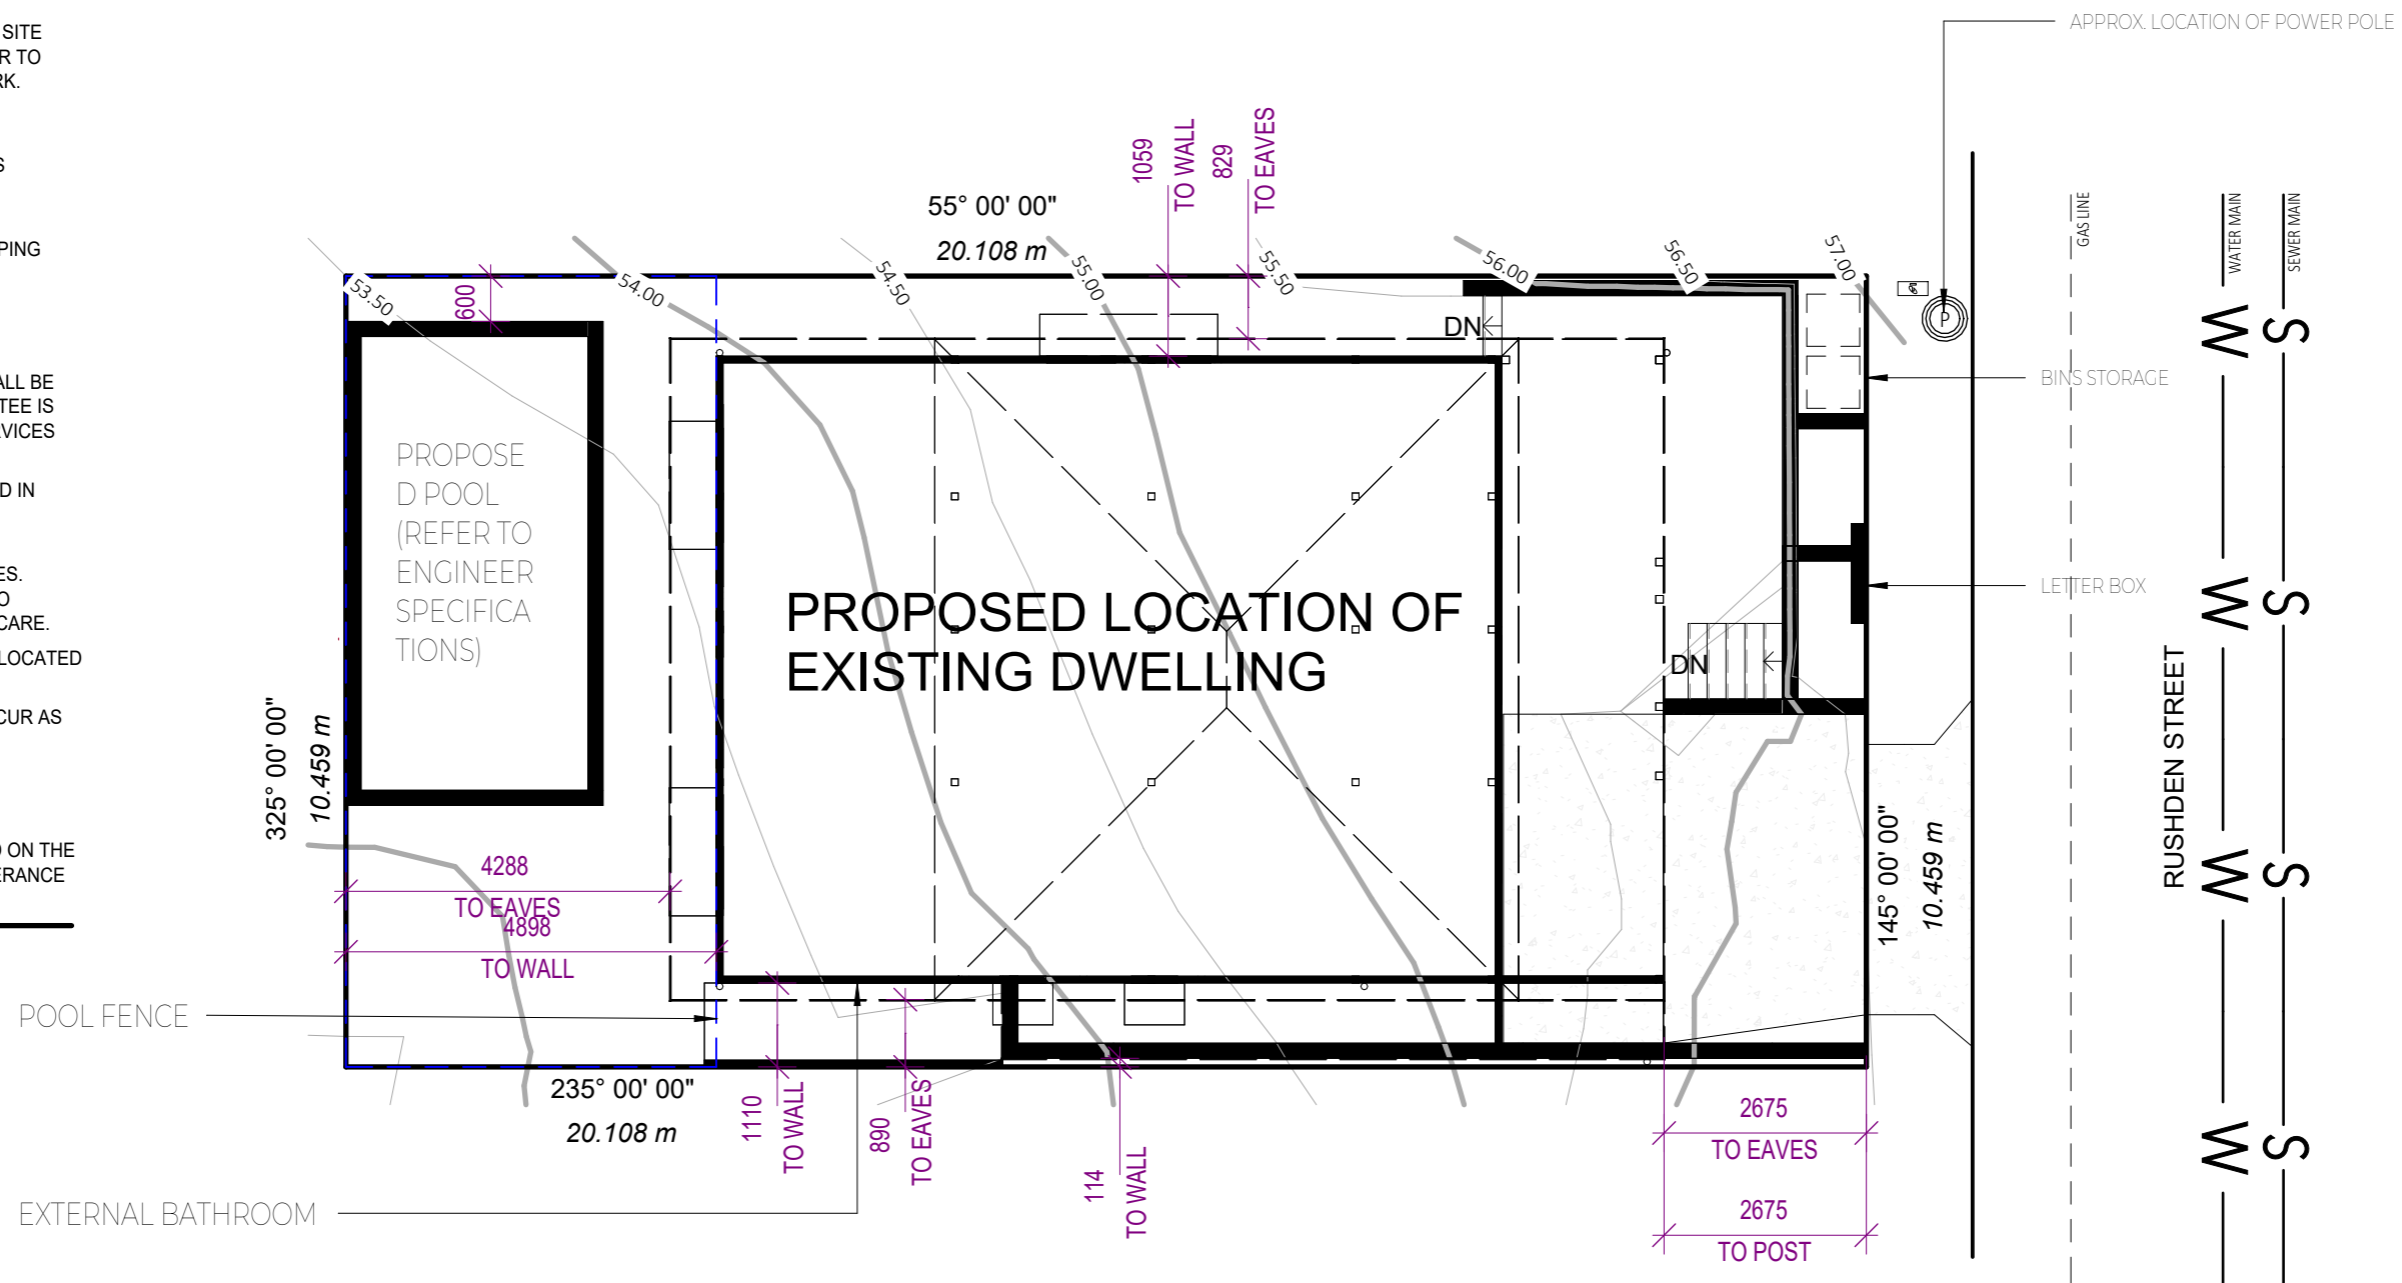 SITE
R TO
RK.
S
PING
ALL BE
TEE IS
RVICES
D IN
ES.
O
CARE.
LOCATED
CUR AS
D ON THE
ERANCE
APPROX. LOCATION OF POWER POLE
1059
TO WALL
829
TO EAVES
55° 00' 00"
20.108 m
53.50
54.00
54.50
55.00
55.50
56.00
56.50
57.00
600
DN
P
GAS LINE
WATER MAIN
SEWER MAIN
W
S
BINS STORAGE
PROPOSE
D POOL
(REFER TO
ENGINEER
SPECIFICA
TIONS)
PROPOSED LOCATION OF
EXISTING DWELLING
DN
LETTER BOX
W
S
RUSHDEN STREET
325° 00' 00"
10.459 m
145° 00' 00"
10.459 m
W
S
4288
TO EAVES
4898
TO WALL
POOL FENCE
235° 00' 00"
20.108 m
1110
TO WALL
890
TO EAVES
114
TO WALL
2675
TO EAVES
2675
TO POST
W
S
EXTERNAL BATHROOM